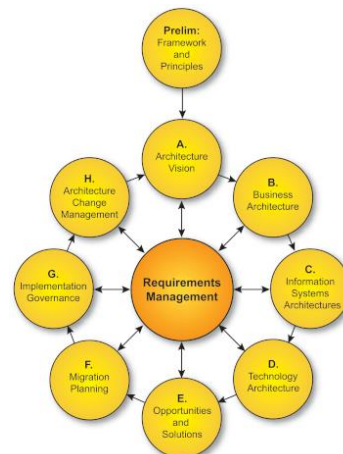 Prelim:
Framework
and
Principles
A.
Architecture
Vision
B.
Business
Architecture
C.
Information
Systems
Architectures
D.
Technology
Architecture
E.
Opportunities
and
Solutions
F.
Migration
Planning
G.
Implementation
Governance
H.
Architecture
Change
Management
Requirements
Management